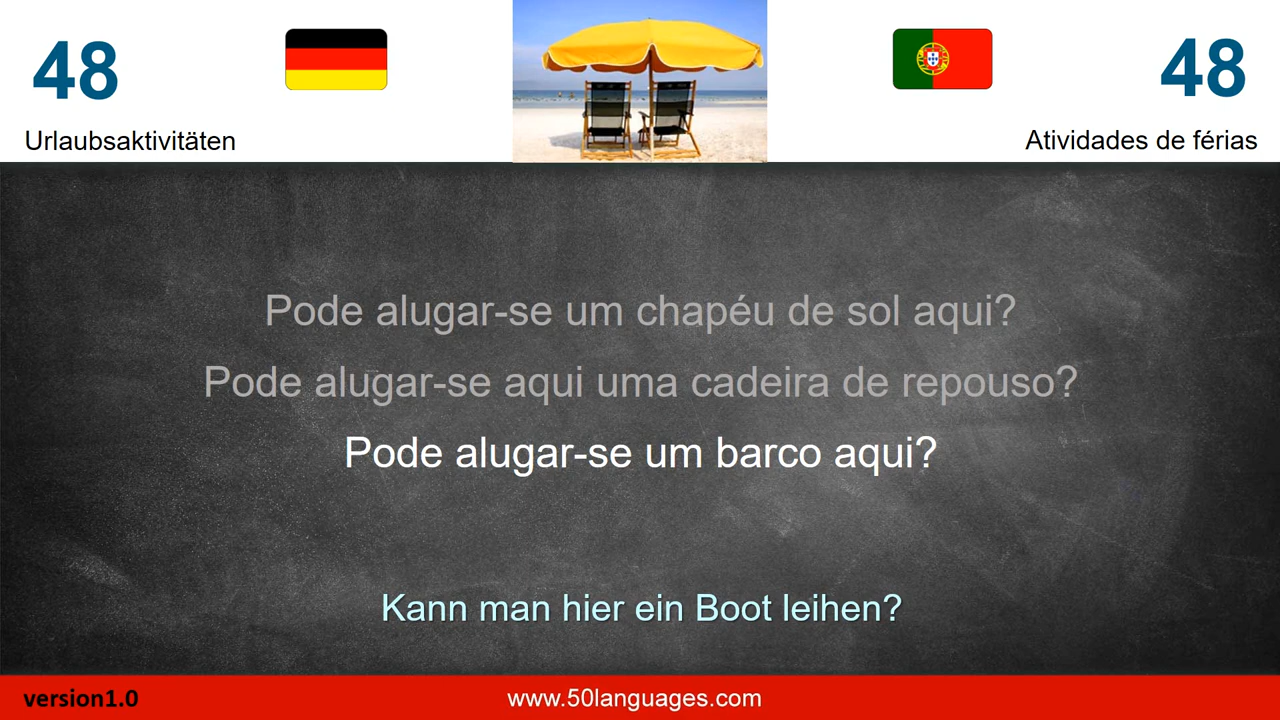 48
48
Urlaubsaktivitäten
Atividades de férias
Pode alugar-se um chapéu de sol aqui?
Pode alugar-se aqui uma cadeira de repouso?
Pode alugar-se um barco aqui?
Kann man hier ein Boot leihen?
version1.0
www.50languages.com